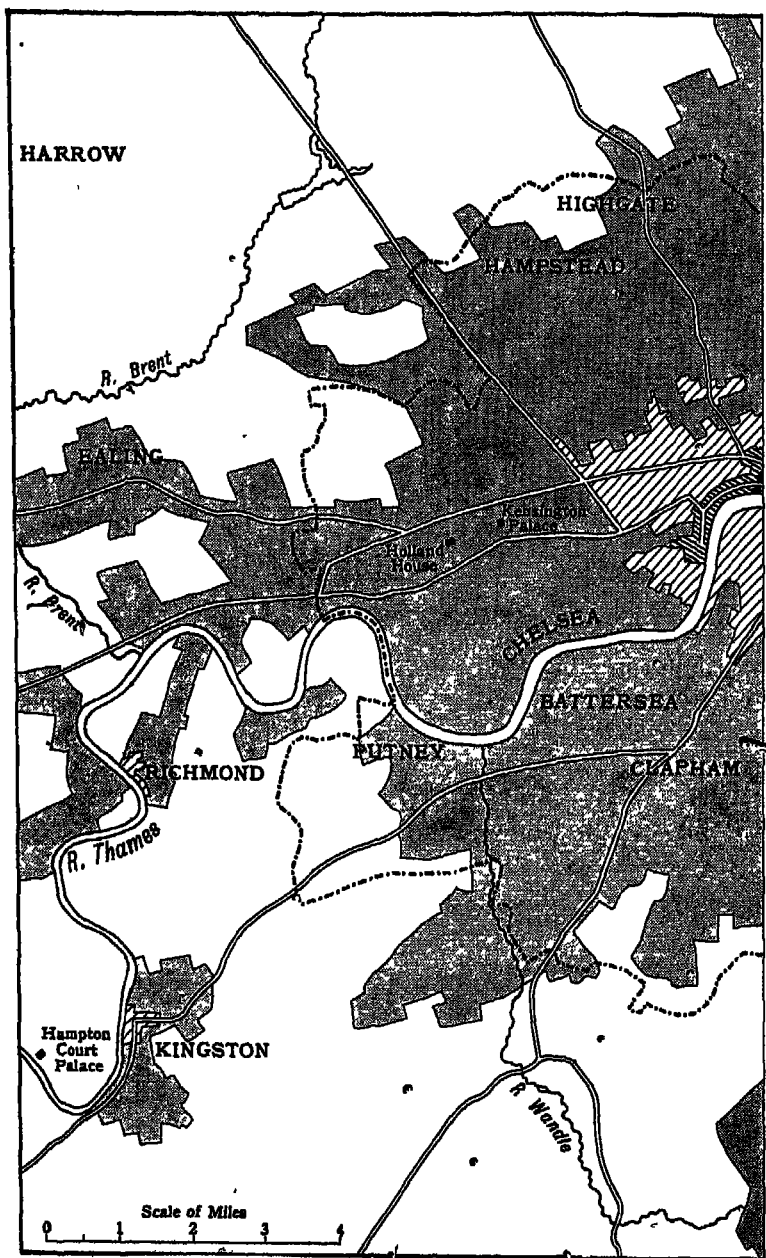 HARROW
HIGHGATE
HAMPSTEAD
R. Brent
EALING
Kensington
Palace
Holland
House
R. Brent
CHELSEA
BATTERSEA
PUTNEY
RICHMOND
CLAPHAM
R. Thames
Hampton
Court
Palace
KINGSTON
R Wandle
Scale of Miles
0 1 2 3 4